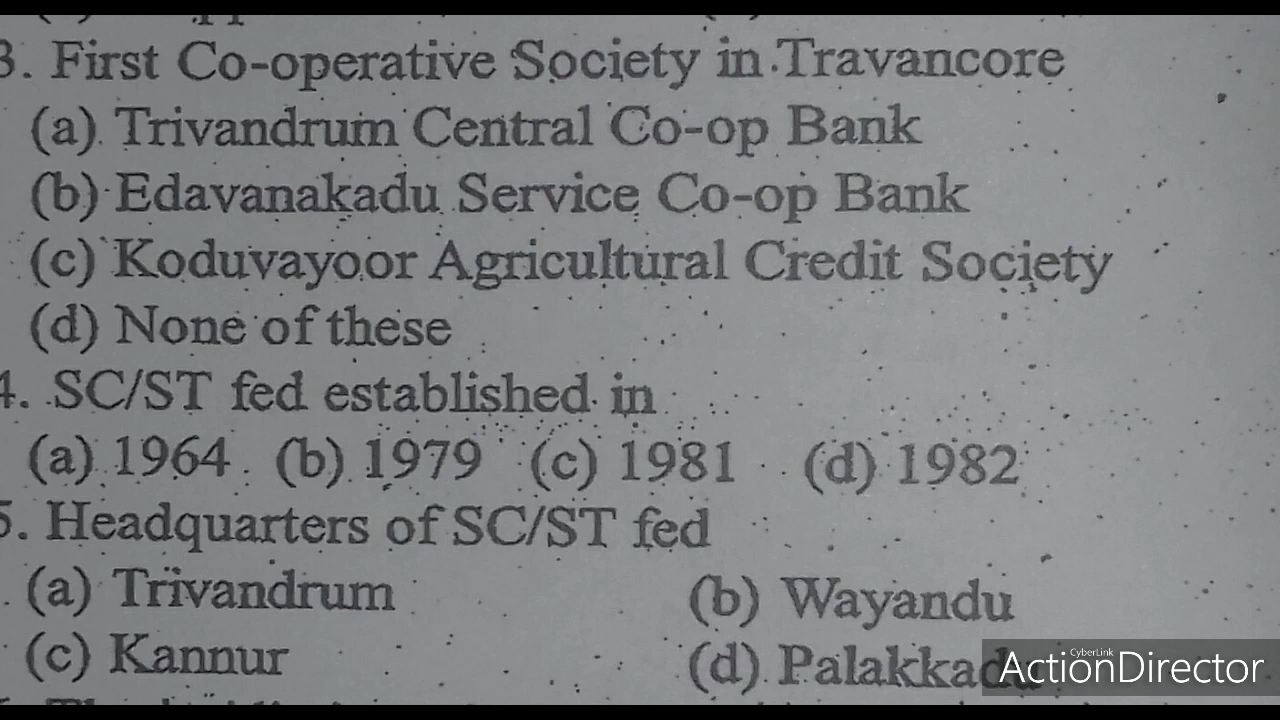 3. First Co-operative Society in Travancore
(a) Trivandrum Central Co-op Bank
(b) Edavanakadu Service Co-op Bank
(c) Koduvayoor Agricultural Credit Society
(d) None of these
4. SC/ST fed established in
(a) 1964 (b) 1979 (c) 1981 (d) 1982
5. Headquarters of SC/ST fed
(a) Trivandrum (b) Wayandu
(c) Kannur (d) Palakkadu
CyberLink
ActionDirector